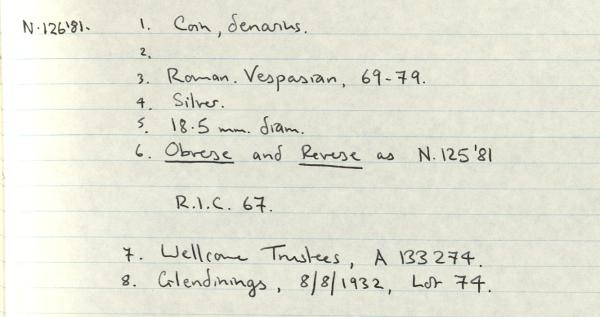 N.126'81. 1. Coin, denarius.
2.
3. Roman. Vespasian, 69-79.
4. Silver.
5. 18.5 mm. diam.
6. Obverse and Reverse as N.125'81
R.I.C. 67.
7. Wellcome Trustees, A 133274.
8. Glendinings, 8/8/1932, Lot 74.